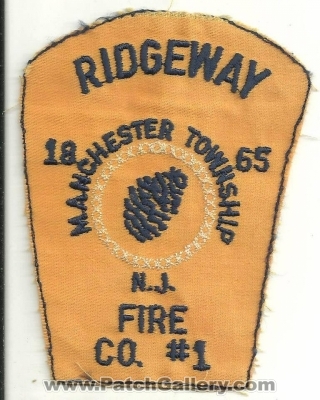 RIDGEWAY
18 65
MANCHESTER TOWNSHIP
N.J.
FIRE
CO. #1
www.PatchGallery.com